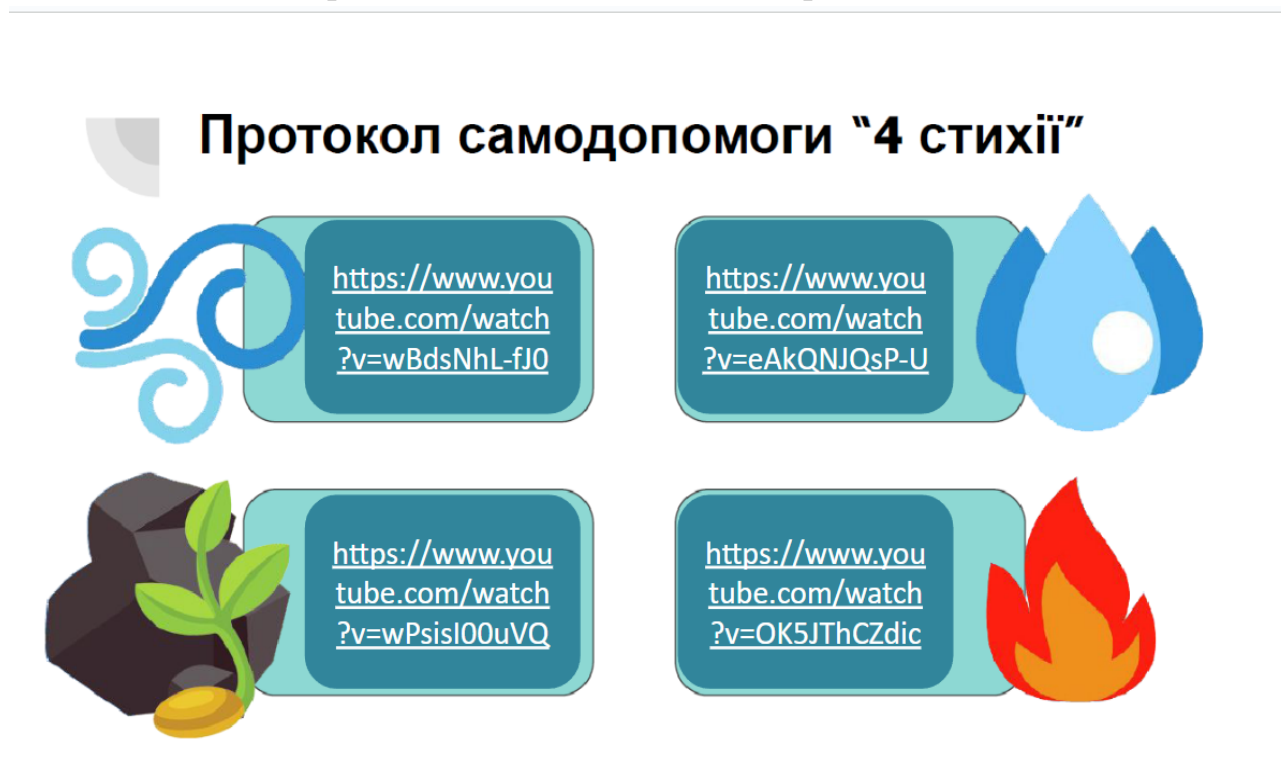 Протокол самодопомоги “4 стихії”
https://www.you
tube.com/watch
?v=wBdsNhL-fJ0
https://www.you
tube.com/watch
?v=eAkQNJQsP-U
https://www.you
tube.com/watch
?v=wPsisI00uVQ
https://www.you
tube.com/watch
?v=OK5JThCZdic